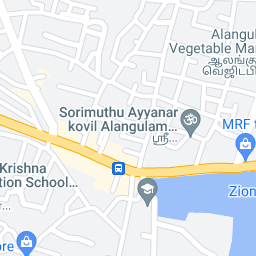 Alangul
Vegetable Ma
ஆலங்கு
வெஜிடபி
Sorimuthu Ayyanar
kovil Alangulam...
ஸ்ரீ...
MRF
Krishna
tion School...
Zion
ore